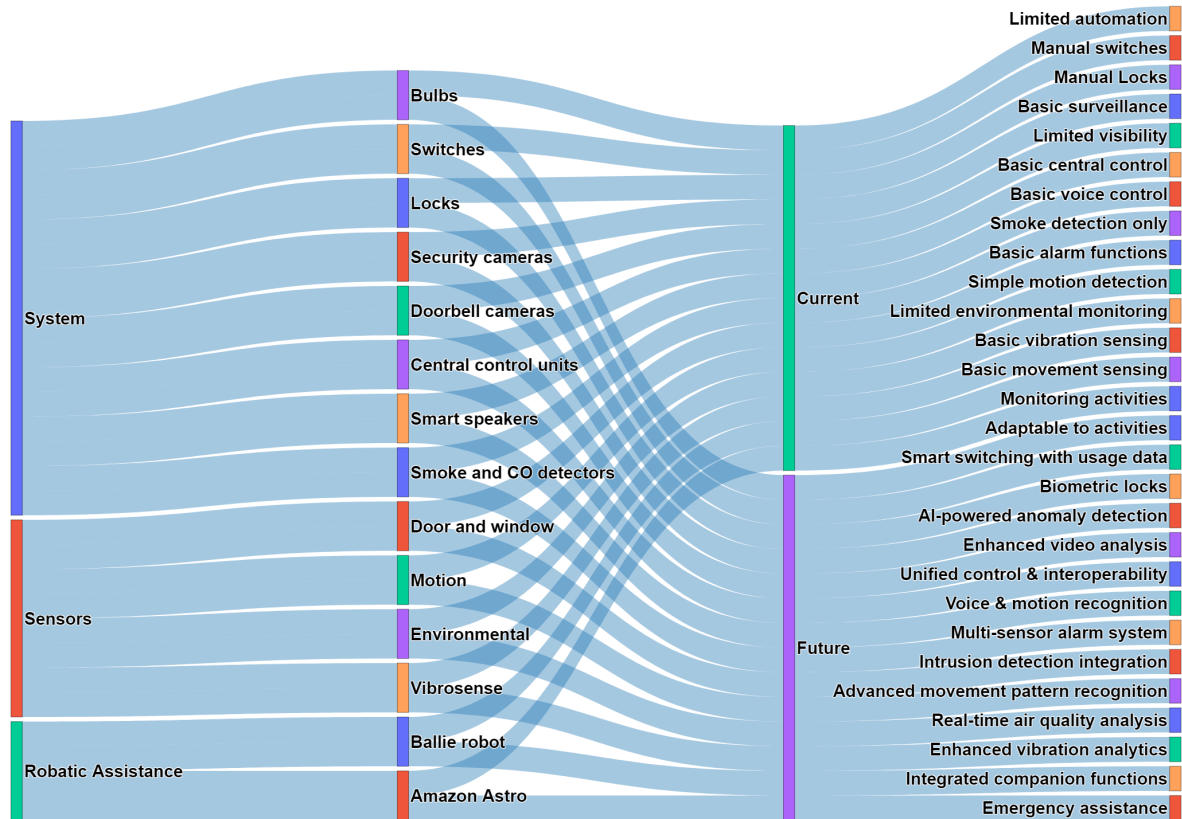 System
Sensors
Robatic Assistance
Bulbs
Switches
Locks
Security cameras
Doorbell cameras
Central control units
Smart speakers
Smoke and CO detectors
Door and window
Motion
Environmental
Vibrosense
Ballie robot
Amazon Astro
Current
Future
Limited automation
Manual switches
Manual Locks
Basic surveillance
Limited visibility
Basic central control
Basic voice control
Smoke detection only
Basic alarm functions
Simple motion detection
Limited environmental monitoring
Basic vibration sensing
Basic movement sensing
Monitoring activities
Adaptable to activities
Smart switching with usage data
Biometric locks
AI-powered anomaly detection
Enhanced video analysis
Unified control & interoperability
Voice & motion recognition
Multi-sensor alarm system
Intrusion detection integration
Advanced movement pattern recognition
Real-time air quality analysis
Enhanced vibration analytics
Integrated companion functions
Emergency assistance